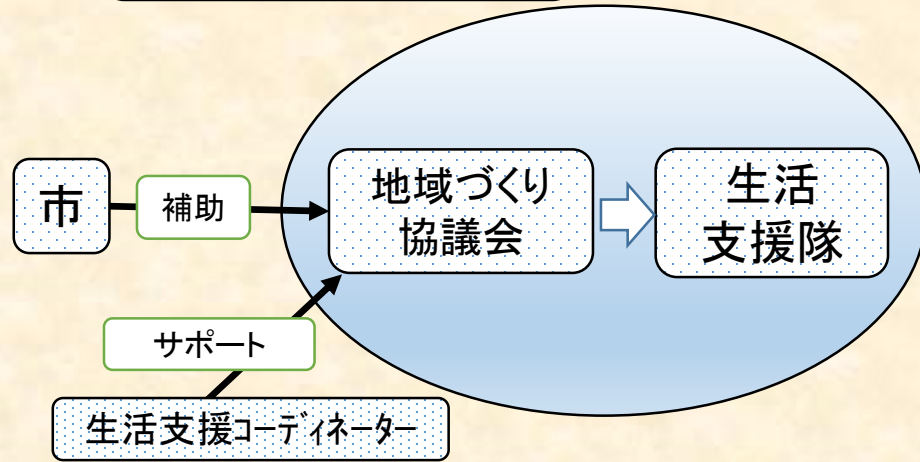 市
補助
地域づくり
協議会
生活
支援隊
サポート
生活支援ｺｰﾃﾞｨﾈｰﾀｰ